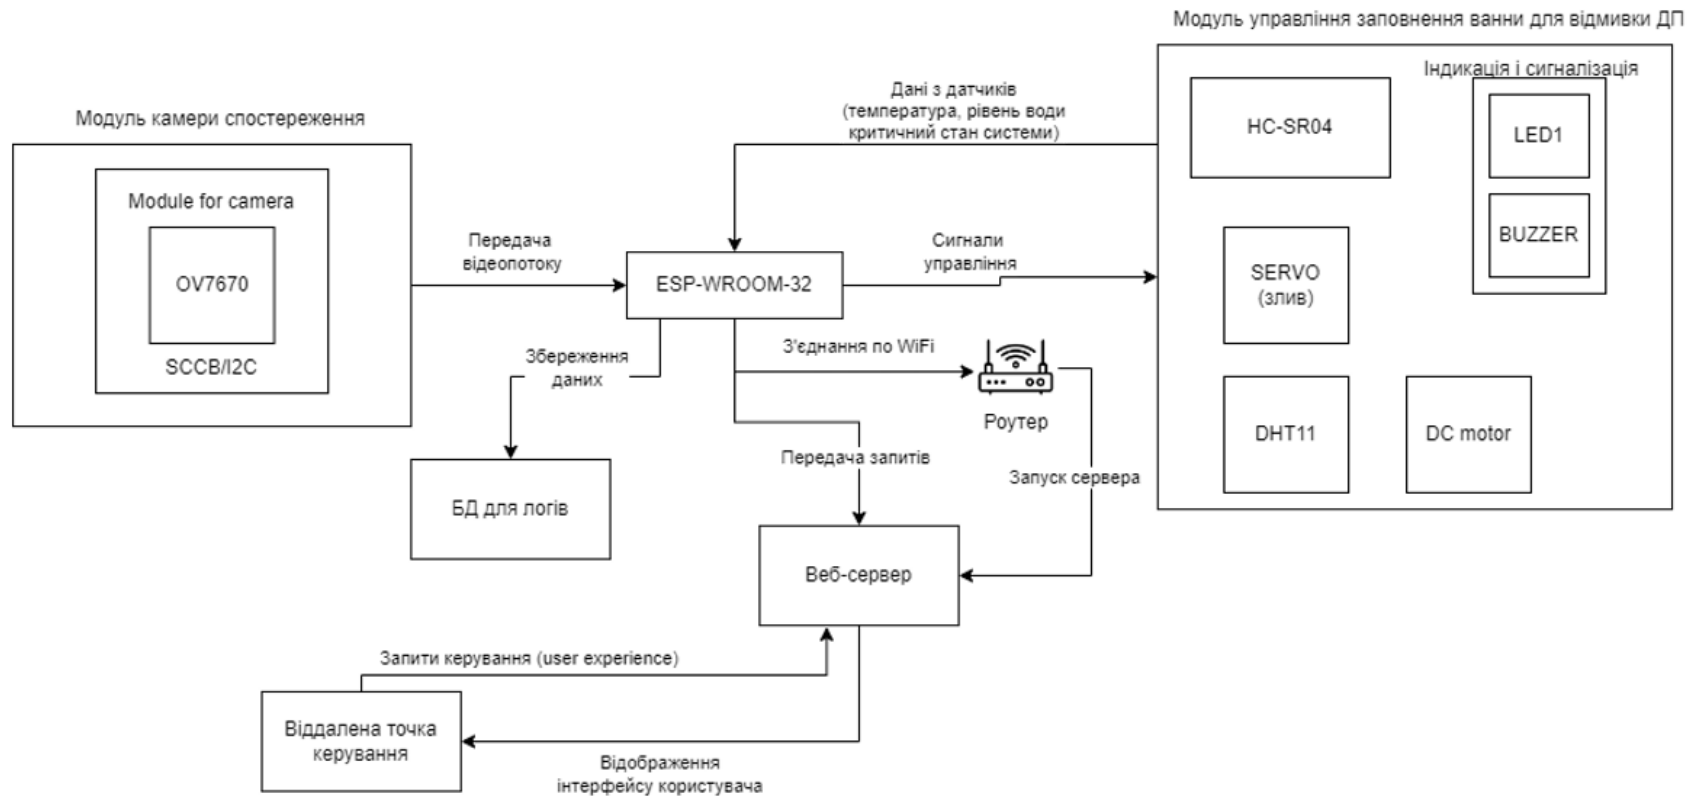 Модуль управління заповнення ванни для відмивки ДП
Індикація і сигналізація
HC-SR04
LED1
BUZZER
SERVO
(злив)
DHT11
DC motor
Дані з датчиків
(температура, рівень води
критичний стан системи)
Модуль камери спостереження
Module for camera
OV7670
SCCB/I2C
Передача
відеопотоку
ESP-WROOM-32
Сигнали
управління
Збереження
даних
З'єднання по WiFi
Роутер
Передача запитів
Запуск сервера
БД для логів
Веб-сервер
Запити керування (user experience)
Віддалена точка
керування
Відображення
інтерфейсу користувача